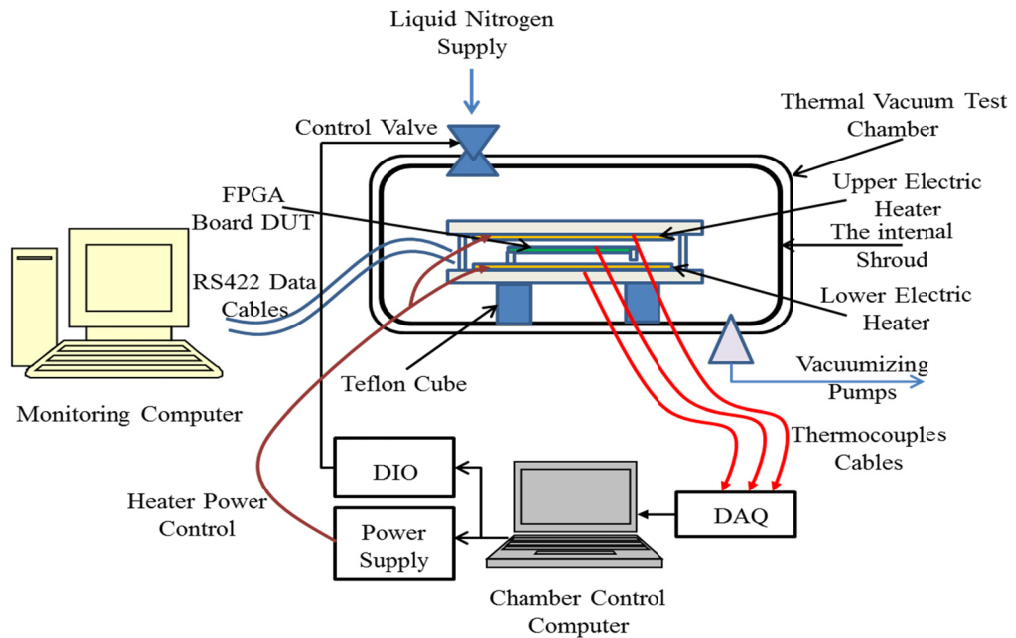 Liquid Nitrogen
Supply
Thermal Vacuum Test
Chamber
Control Valve
FPGA
Board DUT
Upper Electric
Heater
The internal
Shroud
RS422 Data
Cables
Lower Electric
Heater
Teflon Cube
Vacuumizing
Pumps
Monitoring Computer
Thermocouples
Cables
DIO
Heater Power
Control
DAQ
Power
Supply
Chamber Control
Computer